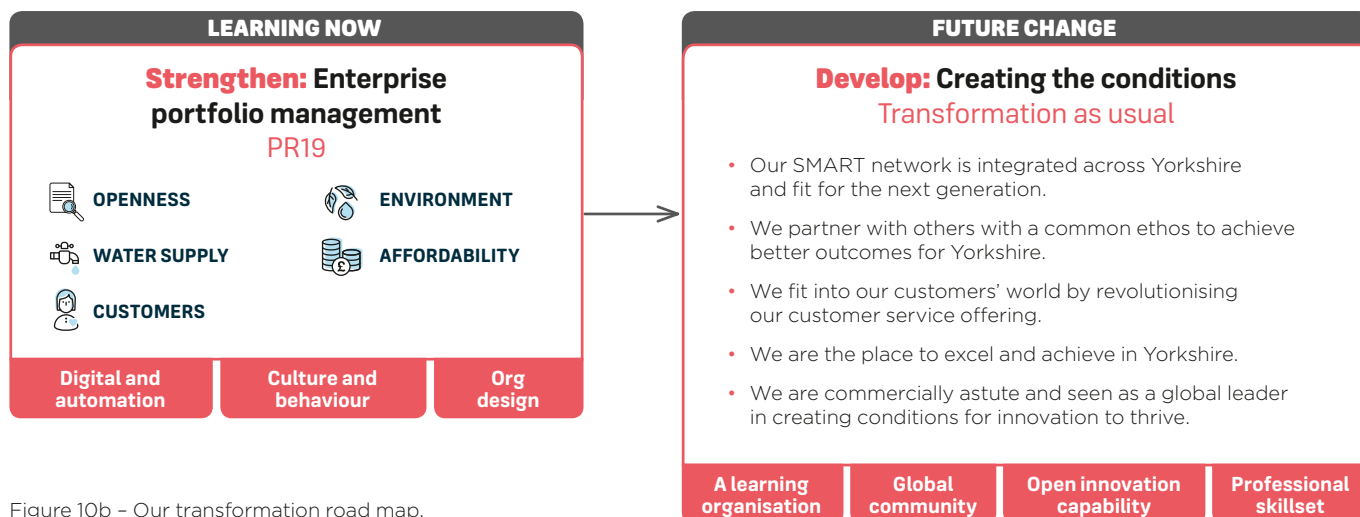 LEARNING NOW
Strengthen: Enterprise
portfolio management
PR19
OPENNESS
ENVIRONMENT
WATER SUPPLY
£
AFFORDABILITY
CUSTOMERS
Digital and
automation
Culture and
behaviour
Org
design
FUTURE CHANGE
Develop: Creating the conditions
Transformation as usual
• Our SMART network is integrated across Yorkshire
and fit for the next generation.
• We partner with others with a common ethos to achieve
better outcomes for Yorkshire.
• We fit into our customers’ world by revolutionising
our customer service offering.
• We are the place to excel and achieve in Yorkshire.
• We are commercially astute and seen as a global leader
in creating conditions for innovation to thrive.
A learning
organisation
Global
community
Open innovation
capability
Professional
skillset
Figure 10b – Our transformation road map.